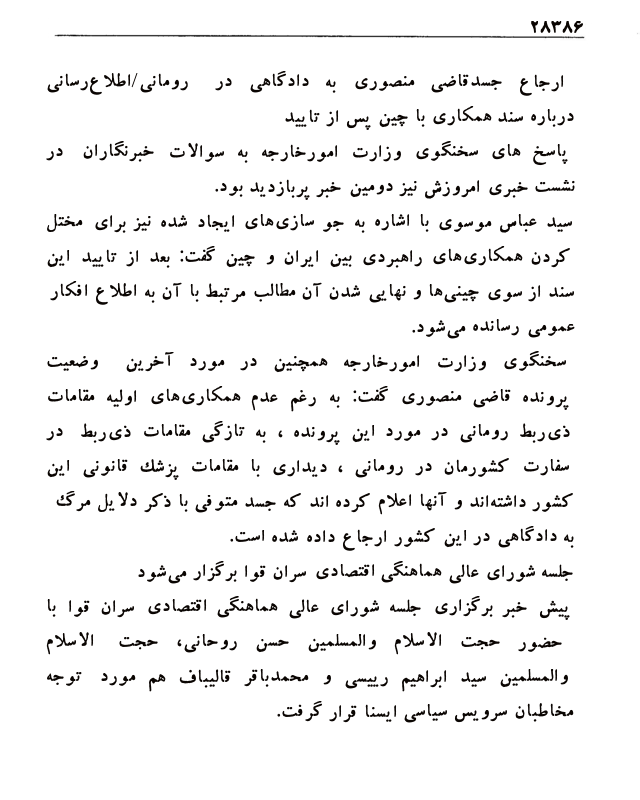 ۲۸۳۸۶
ارجاع جسدقاضی منصوری به دادگاهی در رومانی/اطلاع‌رسانی
درباره سند همکاری با چین پس از تایید
پاسخ های سخنگوی وزارت امورخارجه به سوالات خبرنگاران در
نشست خبری امروزش نیز دومین خبر پربازدید بود.
سید عباس موسوی با اشاره به جو سازی‌های ایجاد شده نیز برای مختل
کردن همکاری‌های راهبردی بین ایران و چین گفت: بعد از تایید این
سند از سوی چینی‌ها و نهایی شدن آن مطالب مرتبط با آن به اطلاع افکار
عمومی رسانده می‌شود.
سخنگوی وزارت امورخارجه همچنین در مورد آخرین وضعیت
پرونده قاضی منصوری گفت: به رغم عدم همکاری‌های اولیه مقامات
ذی‌ربط رومانی در مورد این پرونده ، به تازگی مقامات ذی‌ربط در
سفارت کشورمان در رومانی ، دیداری با مقامات پزشك قانونی این
کشور داشته‌اند و آنها اعلام کرده اند که جسد متوفی با ذکر دلایل مرگ
به دادگاهی در این کشور ارجاع داده شده است.
جلسه شورای عالی هماهنگی اقتصادی سران قوا برگزار می‌شود
پیش خبر برگزاری جلسه شورای عالی هماهنگی اقتصادی سران قوا با
حضور حجت الاسلام والمسلمین حسن روحانی، حجت الاسلام
والمسلمین سید ابراهیم رییسی و محمدباقر قالیباف هم مورد توجه
مخاطبان سرویس سیاسی ایسنا قرار گرفت.